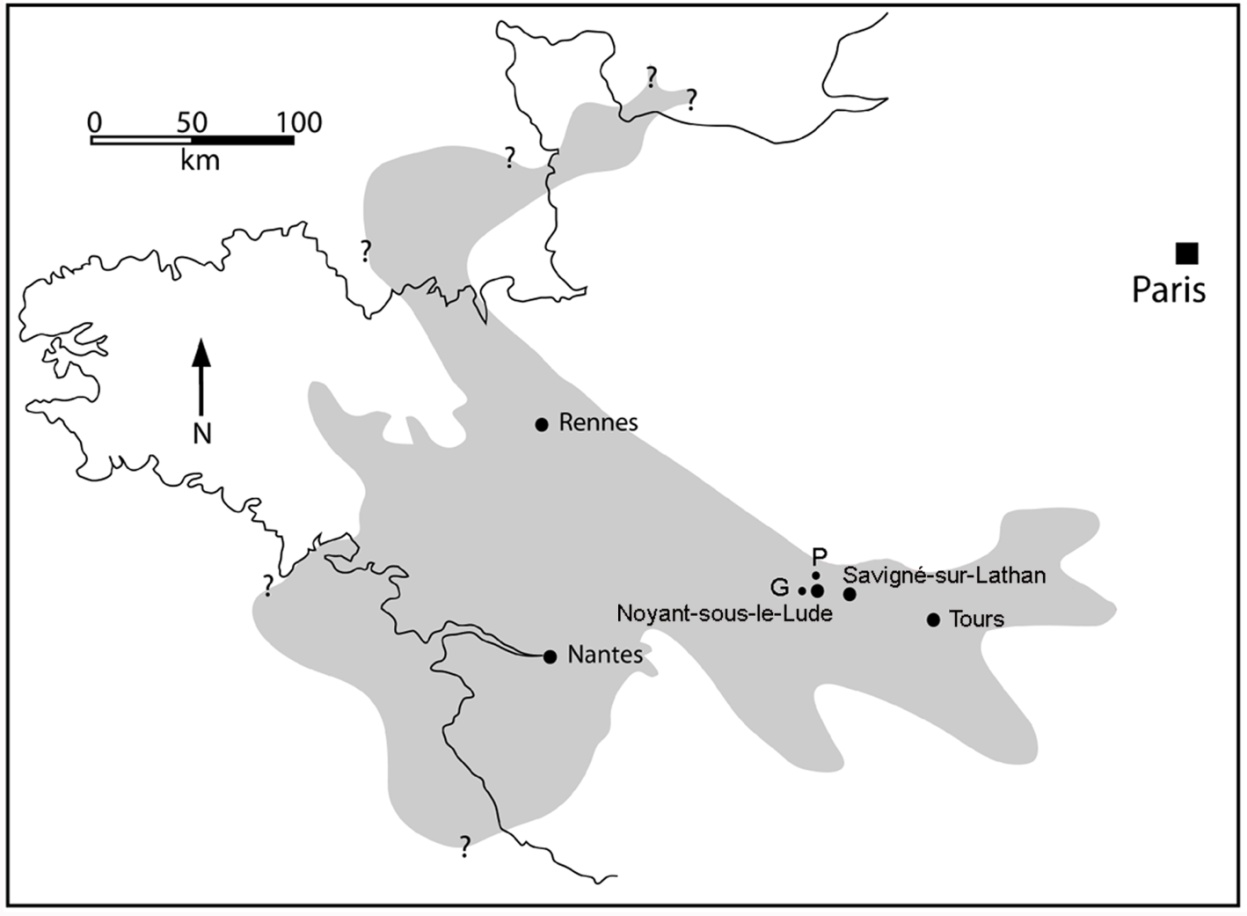 ?
?
0 50 100
km
?
?
Paris
N
Rennes
P
Savigné-sur-Lathan
G
Noyant-sous-le-Lude
?
Tours
Nantes
?